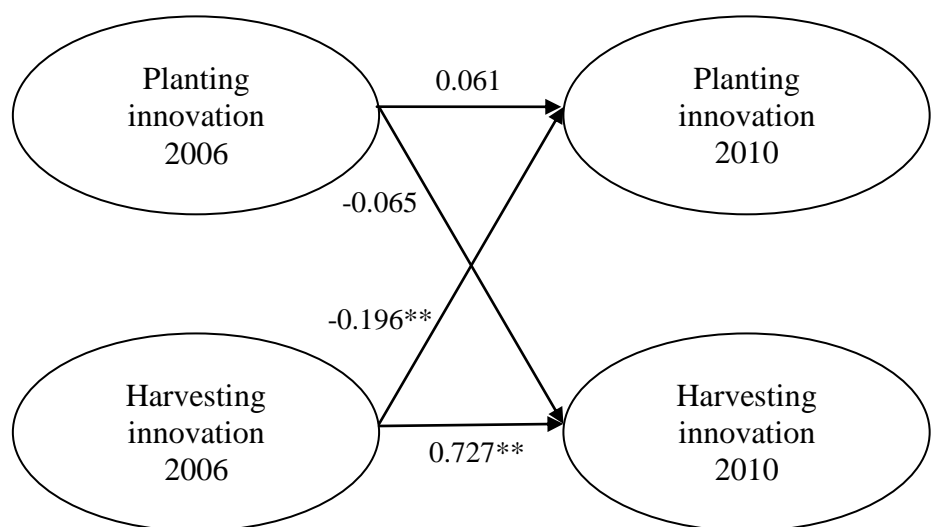 Planting
innovation
2006
0.061
Planting
innovation
2010
-0.065
-0.196**
Harvesting
innovation
2006
0.727**
Harvesting
innovation
2010